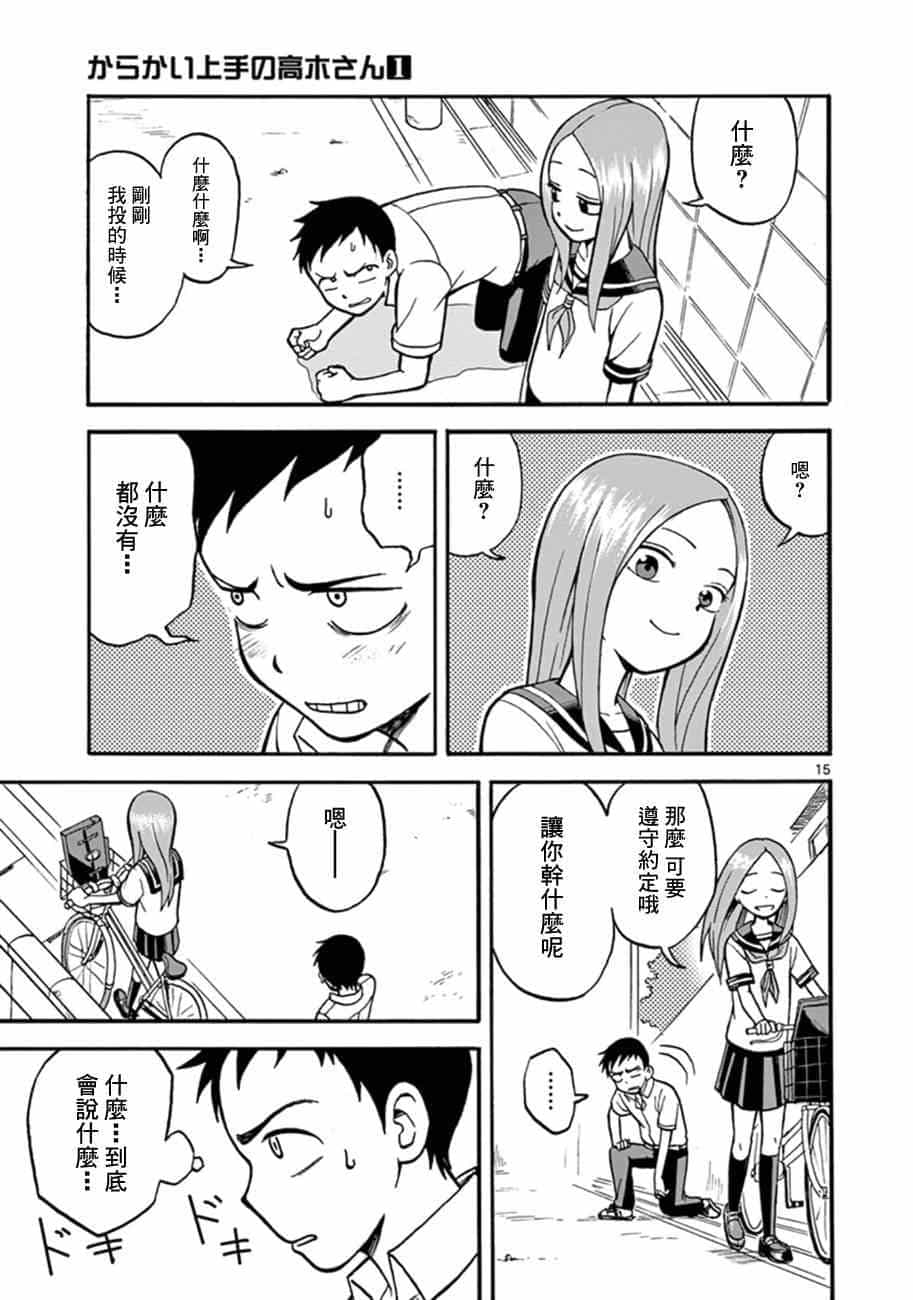 からかい上手の高木さん1
什麼?
什麼什麼啊…
剛剛
我投的時候…
嗯?
什麼?
……
什麼
都沒有…
15
那麼 可要
遵守約定哦
讓你幹什麼呢
……
嗯——
什麼…到底
會說什麼…
ドキ
ドキ